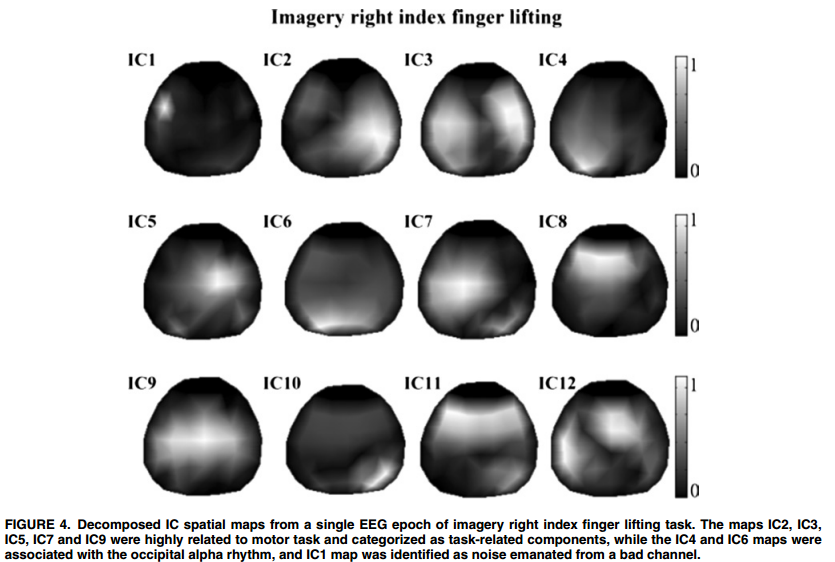 Imagery right index finger lifting
IC1 IC2 IC3 IC4 1
0
IC5 IC6 IC7 IC8 1
0
IC9 IC10 IC11 IC12 1
0
FIGURE 4. Decomposed IC spatial maps from a single EEG epoch of imagery right index finger lifting task. The maps IC2, IC3,
IC5, IC7 and IC9 were highly related to motor task and categorized as task-related components, while the IC4 and IC6 maps were
associated with the occipital alpha rhythm, and IC1 map was identified as noise emanated from a bad channel.